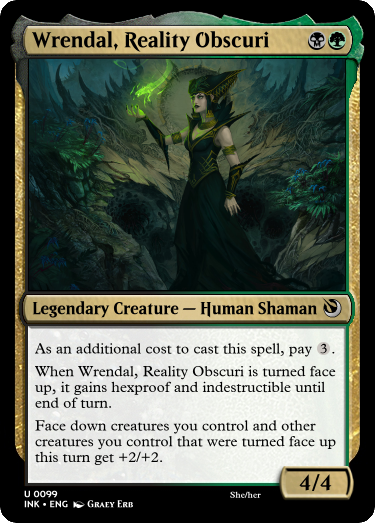 Wrendal, Reality Obscuri
Legendary Creature — Human Shaman
As an additional cost to cast this spell, pay 3.
When Wrendal, Reality Obscuri is turned face
up, it gains hexproof and indestructible until
end of turn.
Face down creatures you control and other
creatures you control that were turned face up
this turn get +2/+2.
4/4
U 0099
INK • ENG Graey Erb
She/her